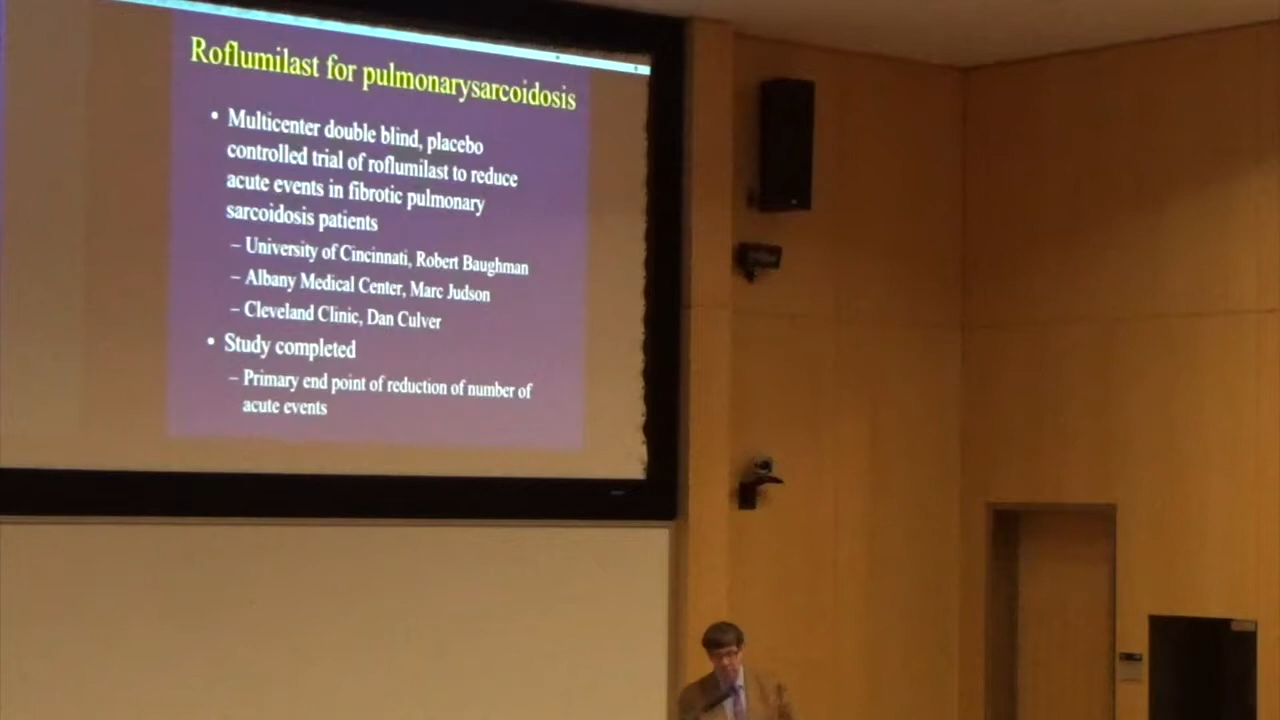 Roflumilast for pulmonarysarcoidosis
• Multicenter double blind, placebo
controlled trial of roflumilast to reduce
acute events in fibrotic pulmonary
sarcoidosis patients
– University of Cincinnati, Robert Baughman
– Albany Medical Center, Marc Judson
– Cleveland Clinic, Dan Culver
• Study completed
– Primary end point of reduction of number of
acute events